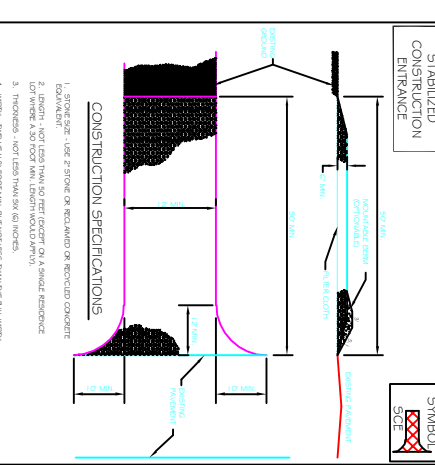 STABILIZED
CONSTRUCTION
ENTRANCE
SYMBOL
SCE
50' MIN.
MOUNTABLE BERM
(OPTIONABLE)
FILTER CLOTH
EXISTING PAVEMENT
EXISTING
GROUND
50' MIN.
12' MIN.
10' MIN.
10' MIN.
EXISTING
PAVEMENT
CONSTRUCTION SPECIFICATIONS
1. STONE SIZE - USE 2" STONE OR RECLAIMED OR RECYCLED CONCRETE
EQUIVALENT.
2. LENGTH - NOT LESS THAN 50 FEET (EXCEPT ON A SINGLE RESIDENCE
LOT WHERE A 30 FOOT MIN. LENGTH WOULD APPLY).
3. THICKNESS - NOT LESS THAN SIX (6) INCHES.